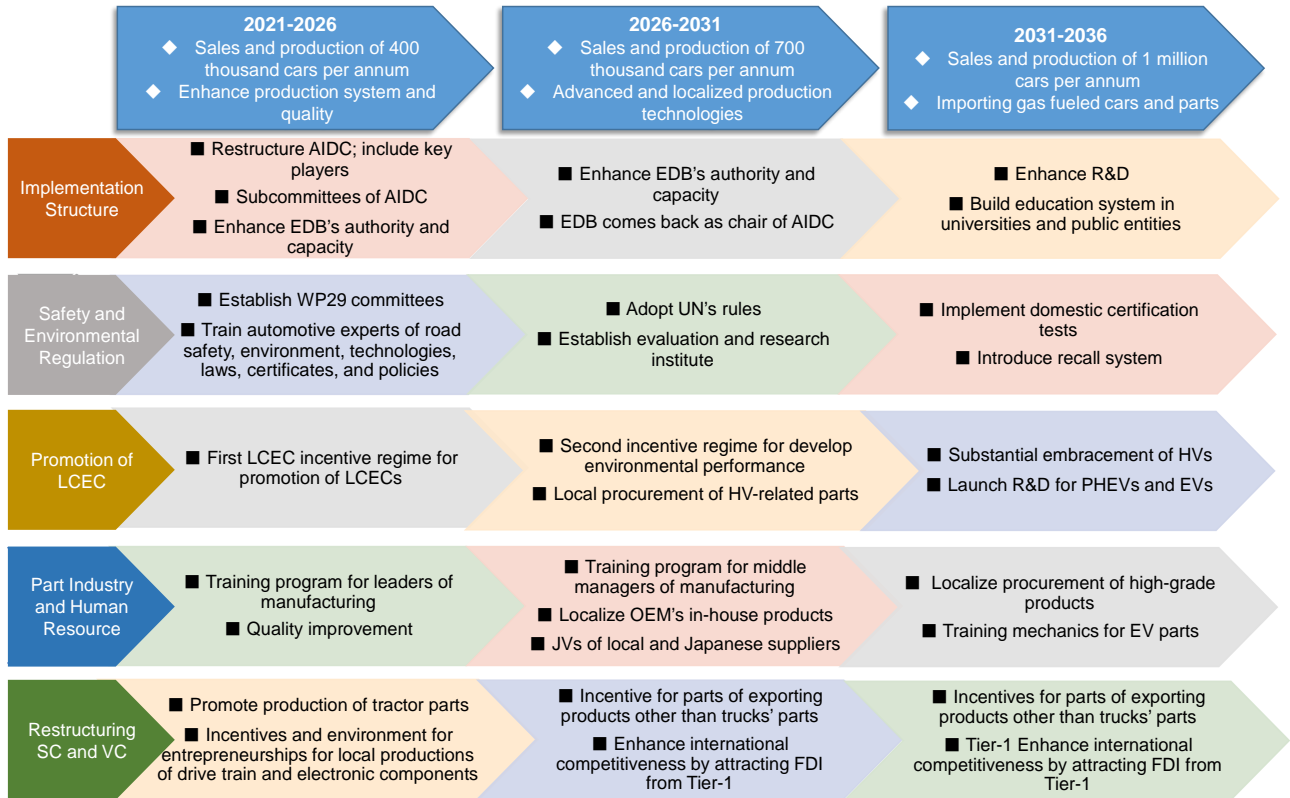 2021-2026
◆ Sales and production of 400
thousand cars per annum
◆ Enhance production system and
quality
2026-2031
◆ Sales and production of 700
thousand cars per annum
◆ Advanced and localized production
technologies
2031-2036
◆ Sales and production of 1 million
cars per annum
◆ Importing gas fueled cars and parts
Implementation
Structure
■ Restructure AIDC; include key
players
■ Subcommittees of AIDC
■ Enhance EDB's authority and
capacity
■ Enhance EDB's authority and
capacity
■ EDB comes back as chair of AIDC
■ Enhance R&D
■ Build education system in
universities and public entities
Safety and
Environmental
Regulation
■ Establish WP29 committees
■ Train automotive experts of road
safety, environment, technologies,
laws, certificates, and policies
■ Adopt UN's rules
■ Establish evaluation and research
institute
■ Implement domestic certification
tests
■ Introduce recall system
Promotion of
LCEC
■ First LCEC incentive regime for
promotion of LCECs
■ Second incentive regime for develop
environmental performance
■ Local procurement of HV-related parts
■ Substantial embracement of HVs
■ Launch R&D for PHEVs and EVs
Part Industry
and Human
Resource
■ Training program for leaders of
manufacturing
■ Quality improvement
■ Training program for middle
managers of manufacturing
■ Localize OEM's in-house products
■ JVs of local and Japanese suppliers
■ Localize procurement of high-grade
products
■ Training mechanics for EV parts
Restructuring
SC and VC
■ Promote production of tractor parts
■ Incentives and environment for
entrepreneurships for local productions
of drive train and electronic components
■ Incentive for parts of exporting
products other than trucks' parts
■ Enhance international
competitiveness by attracting FDI
from Tier-1
■ Incentives for parts of exporting
products other than trucks' parts
■ Tier-1 Enhance international
competitiveness by attracting FDI from
Tier-1